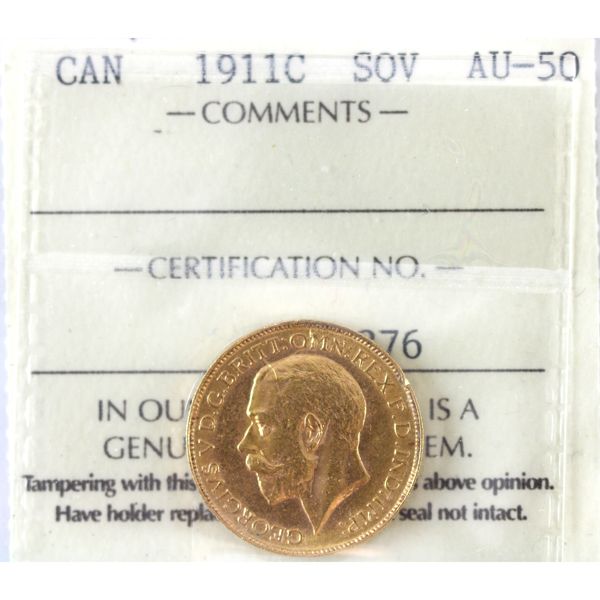 CAN 1911C SOV AU-50
— COMMENTS —
— CERTIFICATION NO. —
276
IN OU IS A
GENU EM.
Tampering with this above opinion.
Have holder repla seal not intact.
GEORGIVS V D.G.BRITT:OMN:REX F.D.IND:IMP: